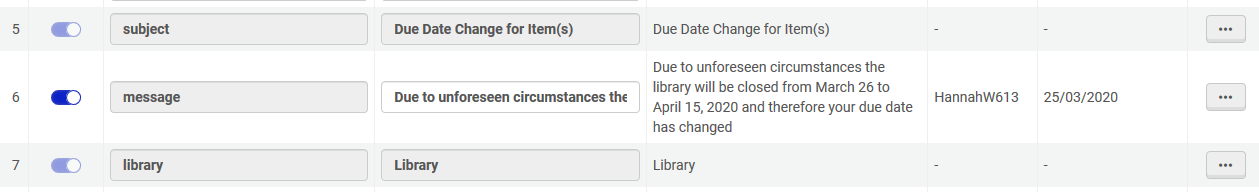 5 subject Due Date Change for Item(s) Due Date Change for Item(s) - - ...
Due to unforeseen circumstances the
library will be closed from March 26 to
6 message Due to unforeseen circumstances the HannahW613 25/03/2020 ...
April 15, 2020 and therefore your due date
has changed
7 library Library Library - - ...